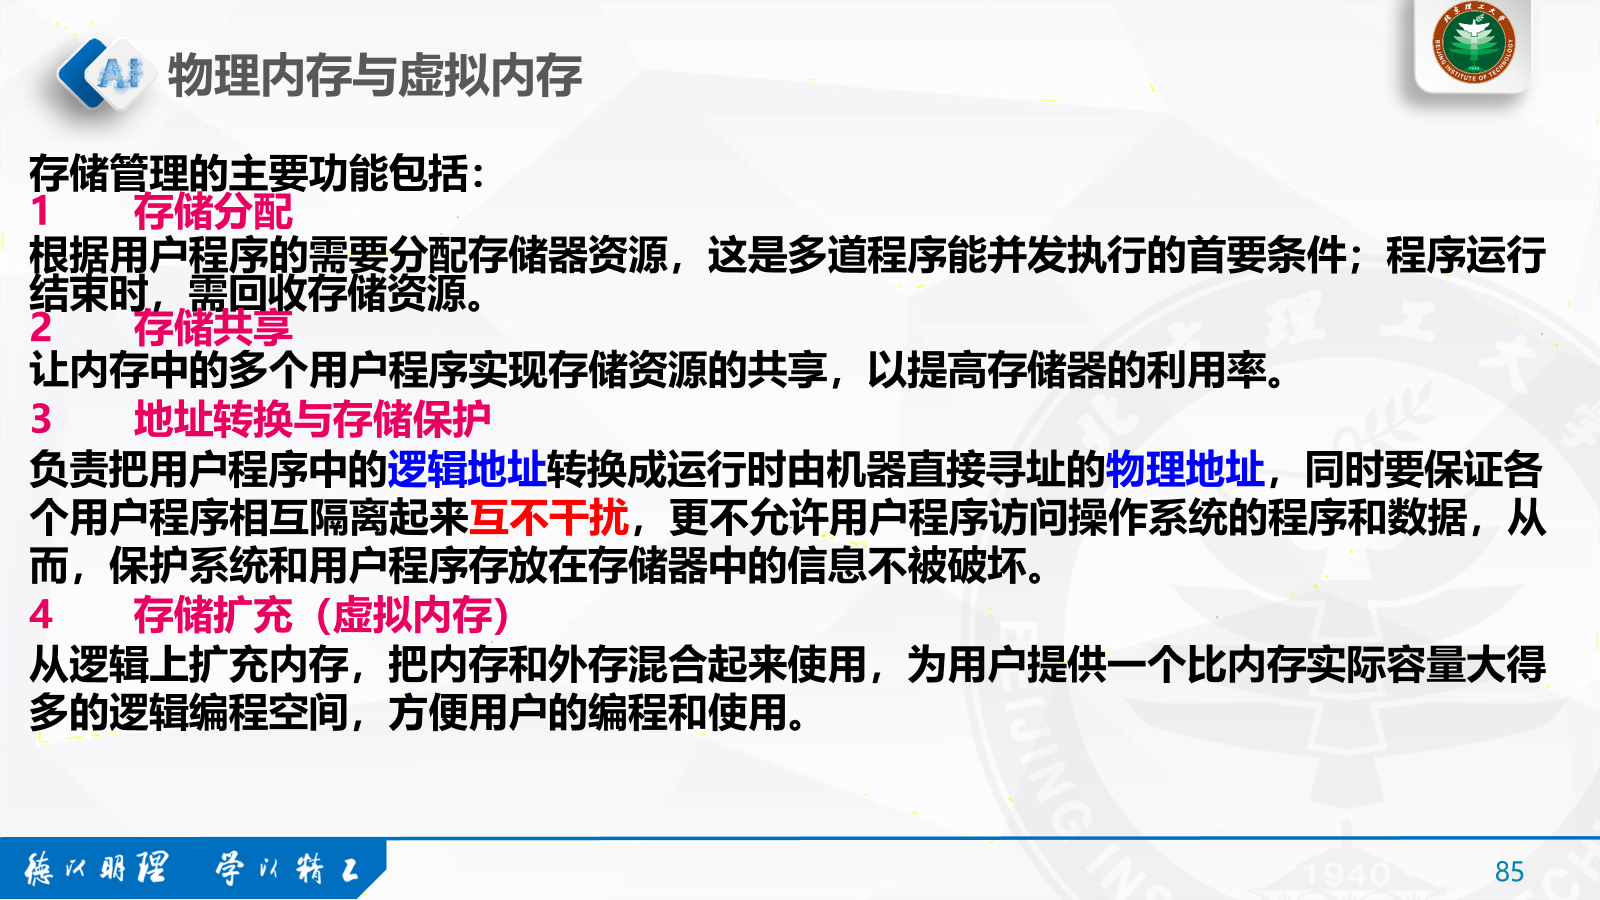 物理内存与虚拟内存
北京理工大学
BEIJING INSTITUTE OF TECHNOLOGY
1940
存储管理的主要功能包括：
1 存储分配
根据用户程序的需要分配存储器资源，这是多道程序能并发执行的首要条件；程序运行
结束时，需回收存储资源。
2 存储共享
让内存中的多个用户程序实现存储资源的共享，以提高存储器的利用率。
3 地址转换与存储保护
负责把用户程序中的逻辑地址转换成运行时由机器直接寻址的物理地址，同时要保证各
个用户程序相互隔离起来互不干扰，更不允许用户程序访问操作系统的程序和数据，从
而，保护系统和用户程序存放在存储器中的信息不被破坏。
4 存储扩充（虚拟内存）
从逻辑上扩充内存，把内存和外存混合起来使用，为用户提供一个比内存实际容量大得
多的逻辑编程空间，方便用户的编程和使用。
德以明理 学以精工
85